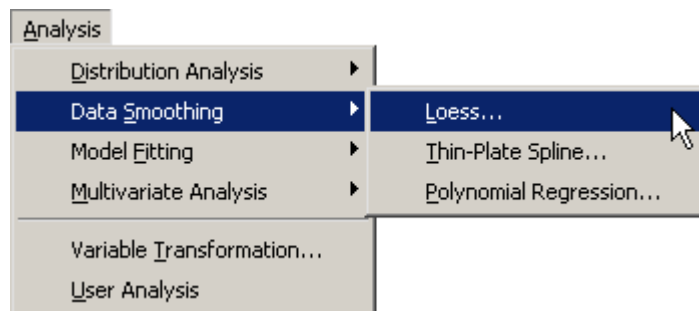 Analysis
Distribution Analysis
Data Smoothing
Loess...
Model Fitting
Thin-Plate Spline...
Multivariate Analysis
Polynomial Regression...
Variable Transformation...
User Analysis